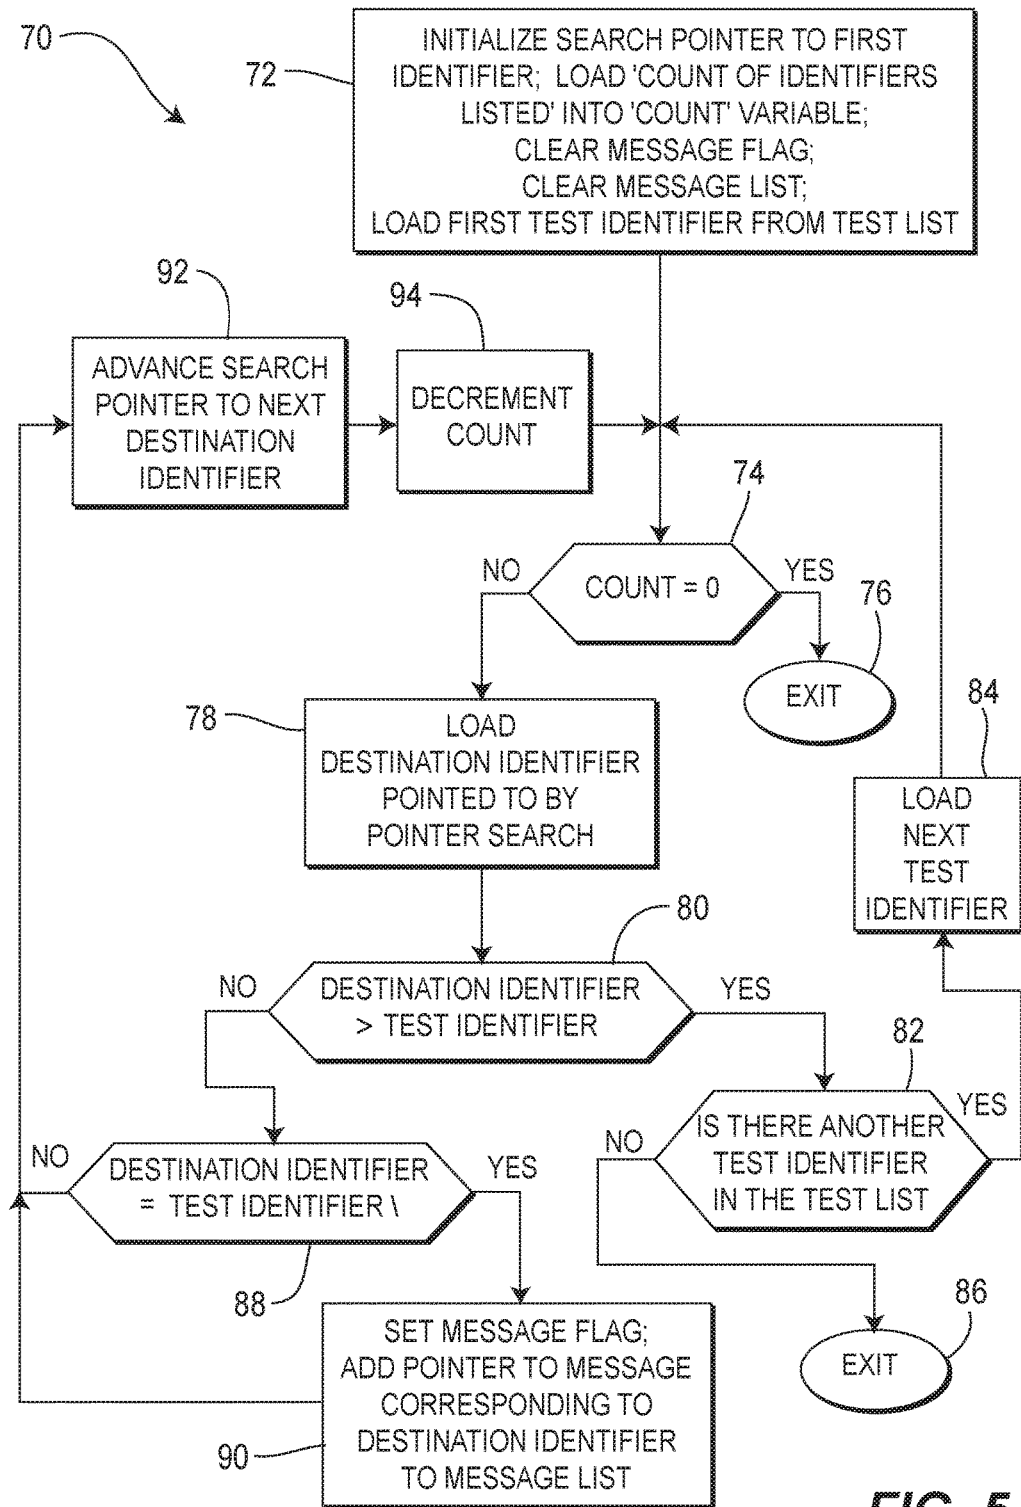 70
72
INITIALIZE SEARCH POINTER TO FIRST
IDENTIFIER; LOAD 'COUNT OF IDENTIFIERS
LISTED' INTO 'COUNT' VARIABLE;
CLEAR MESSAGE FLAG;
CLEAR MESSAGE LIST;
LOAD FIRST TEST IDENTIFIER FROM TEST LIST
92
94
ADVANCE SEARCH
POINTER TO NEXT
DESTINATION
IDENTIFIER
DECREMENT
COUNT
74
NO
COUNT = 0
YES
76
EXIT
78
LOAD
DESTINATION IDENTIFIER
POINTED TO BY
POINTER SEARCH
84
LOAD
NEXT
TEST
IDENTIFIER
80
NO
DESTINATION IDENTIFIER
> TEST IDENTIFIER
YES
82
NO
IS THERE ANOTHER
TEST IDENTIFIER
IN THE TEST LIST
YES
NO
DESTINATION IDENTIFIER
= TEST IDENTIFIER \
YES
88
86
EXIT
90
SET MESSAGE FLAG;
ADD POINTER TO MESSAGE
CORRESPONDING TO
DESTINATION IDENTIFIER
TO MESSAGE LIST
FIG. 5